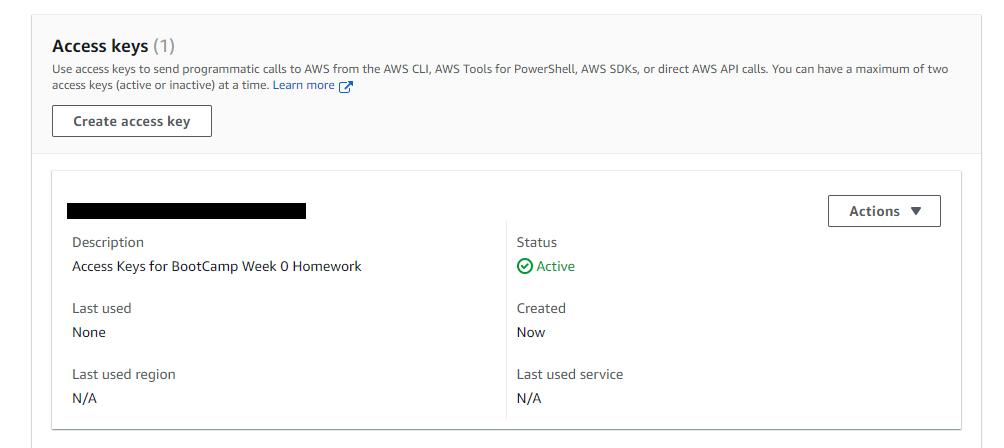 Access keys (1)
Use access keys to send programmatic calls to AWS from the AWS CLI, AWS Tools for PowerShell, AWS SDKs, or direct AWS API calls. You can have a maximum of two
access keys (active or inactive) at a time. Learn more
Create access key
Actions
Description
Access Keys for BootCamp Week 0 Homework
Status
Active
Last used
None
Created
Now
Last used region
N/A
Last used service
N/A